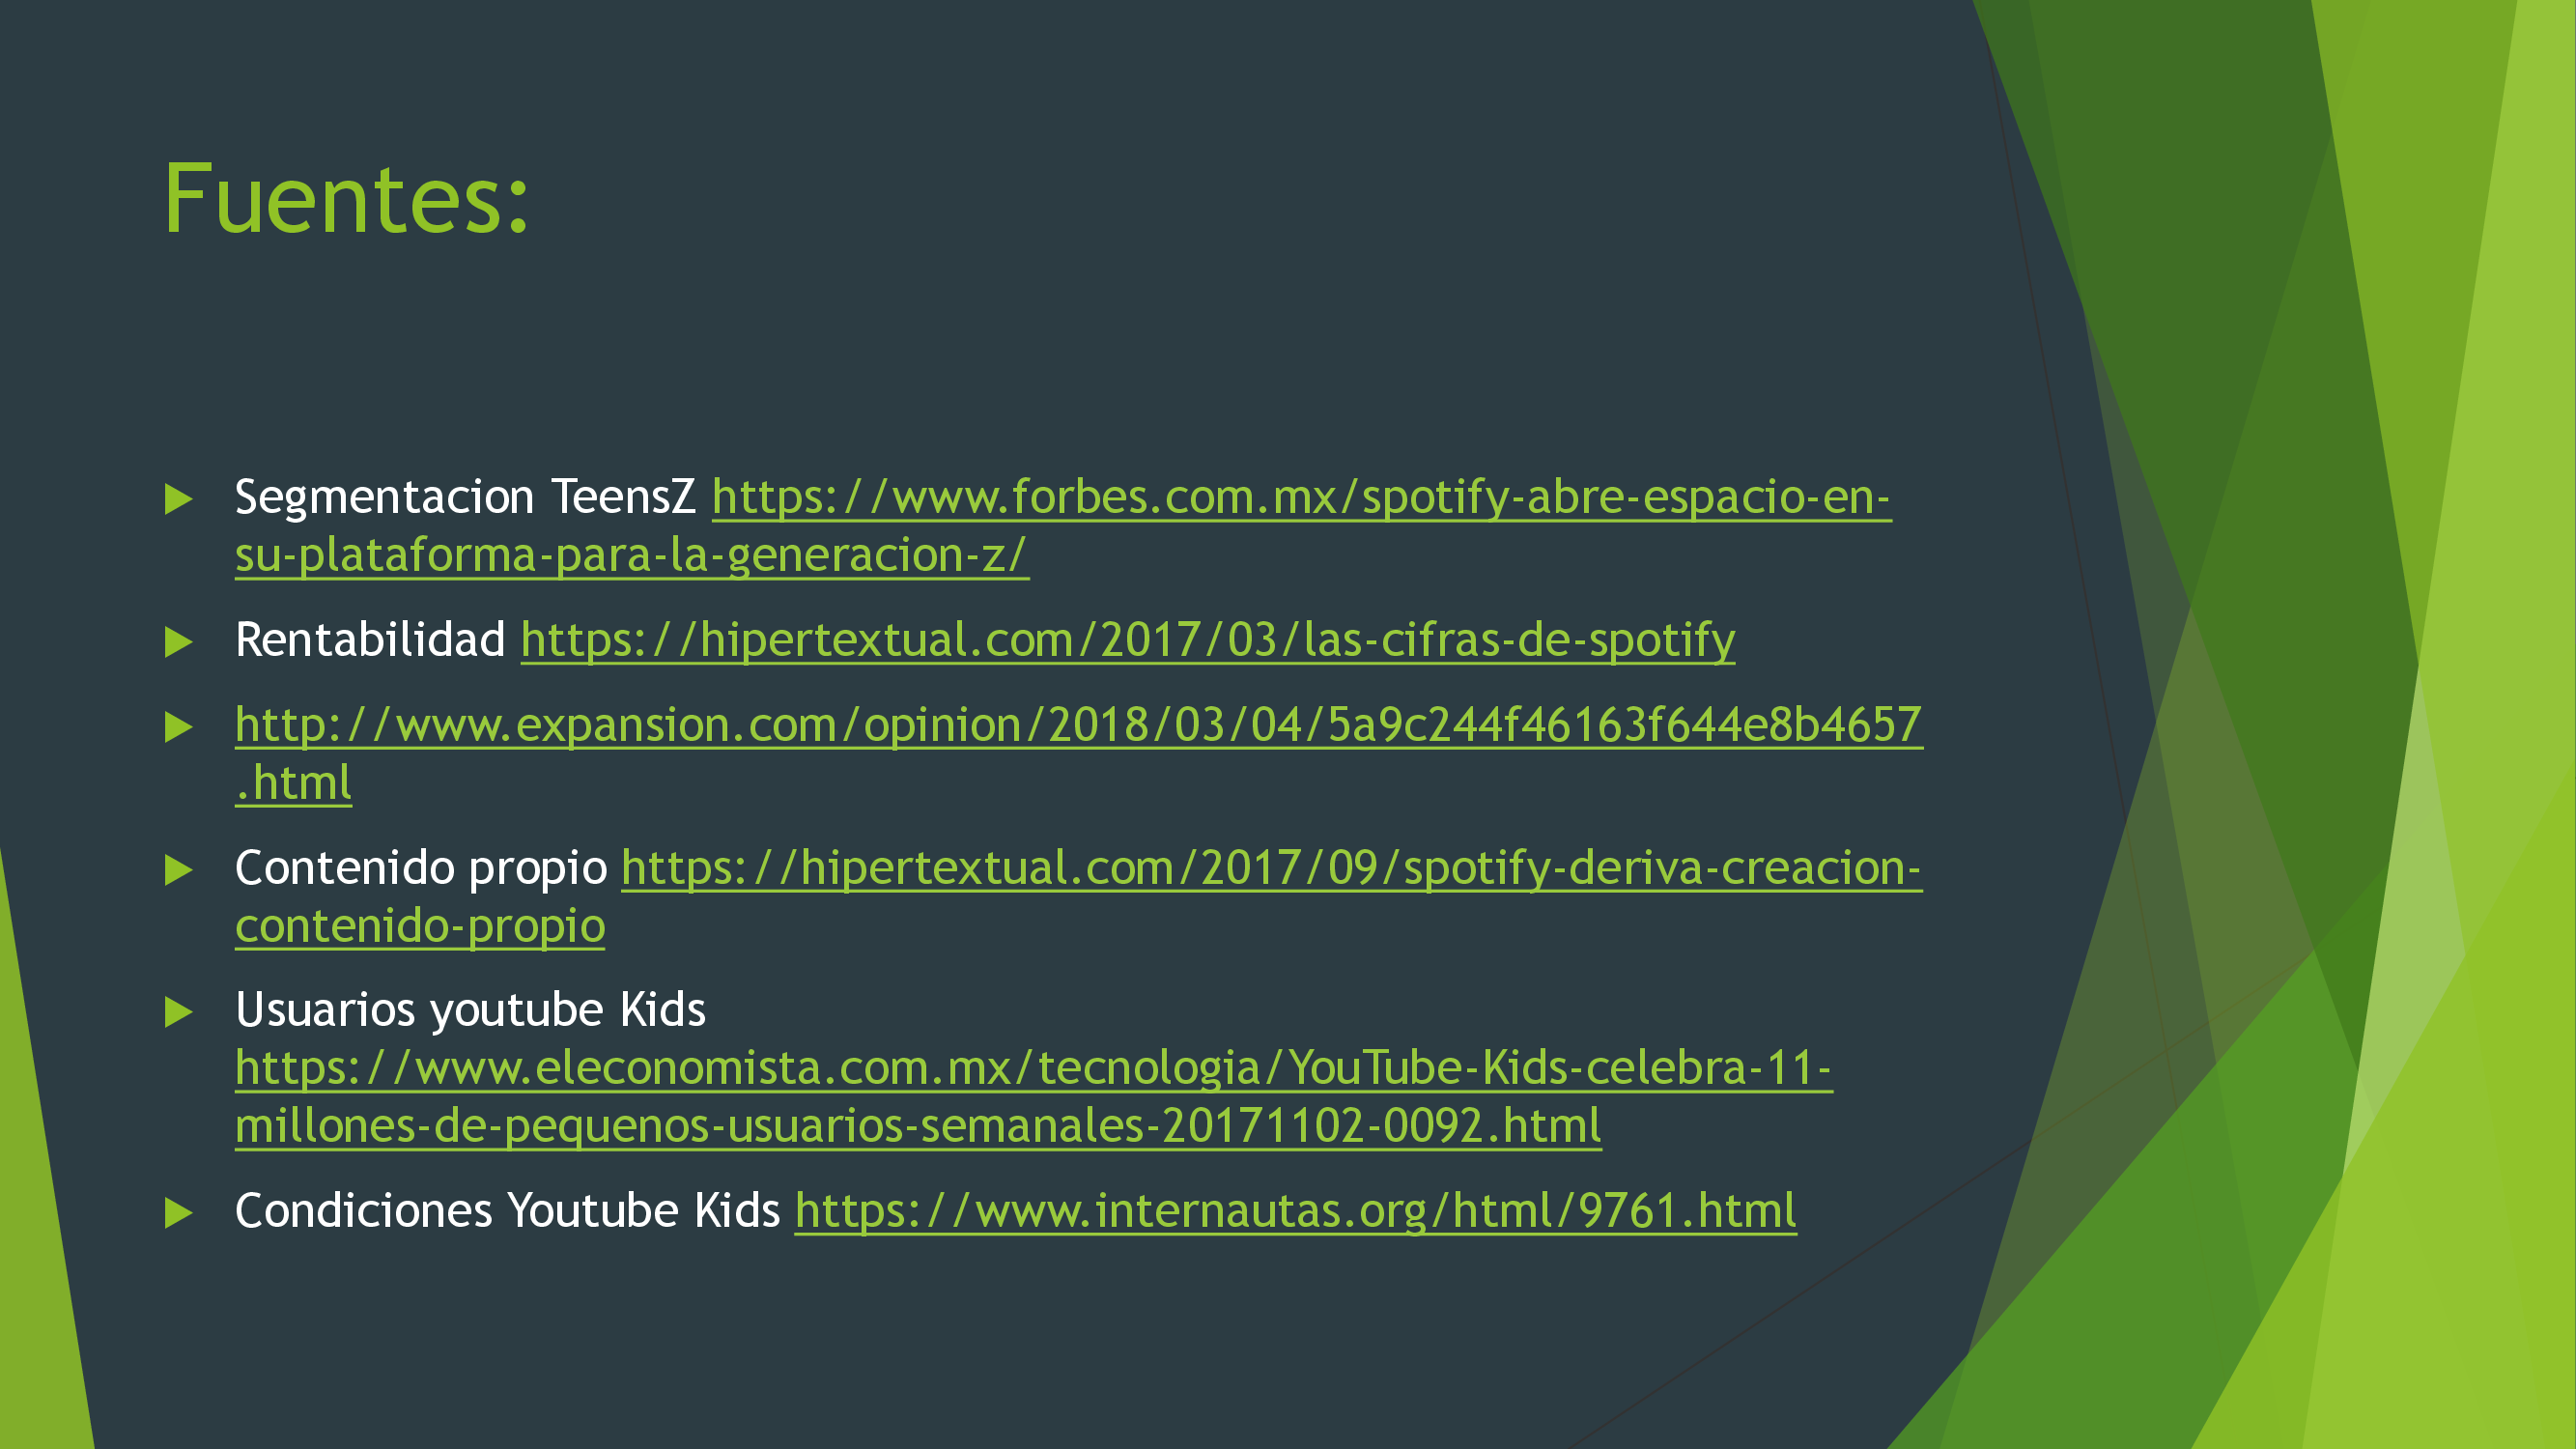 Fuentes:
Segmentacion TeensZ https://www.forbes.com.mx/spotify-abre-espacio-en-
su-plataforma-para-la-generacion-z/
Rentabilidad https://hipertextual.com/2017/03/las-cifras-de-spotify
http://www.expansion.com/opinion/2018/03/04/5a9c244f46163f644e8b4657
.html
Contenido propio https://hipertextual.com/2017/09/spotify-deriva-creacion-
contenido-propio
Usuarios youtube Kids
https://www.eleconomista.com.mx/tecnologia/YouTube-Kids-celebra-11-
millones-de-pequenos-usuarios-semanales-20171102-0092.html
Condiciones Youtube Kids https://www.internautas.org/html/9761.html